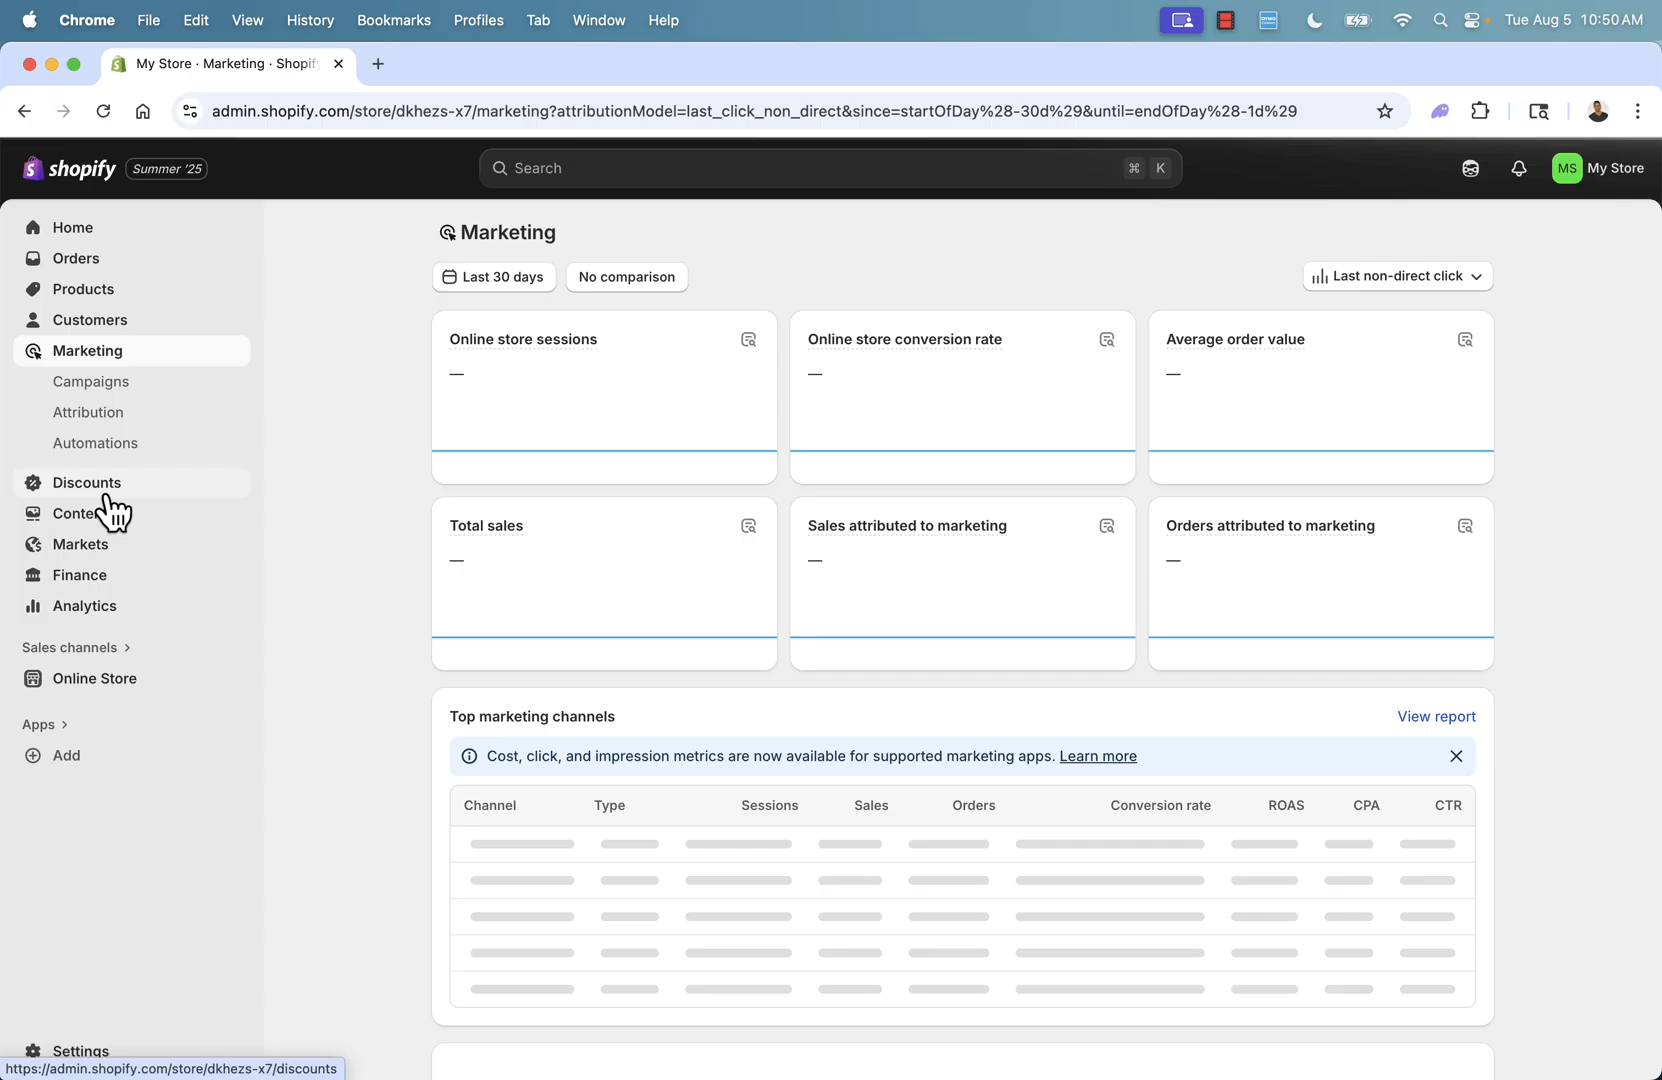 Chrome File Edit View History Bookmarks Profiles Tab Window Help Tue Aug 5 10:50 AM
My Store · Marketing · Shopif
admin.shopify.com/store/dkhezs-x7/marketing?attributionModel=last_click_non_direct&since=startOfDay%28-30d%29&until=endOfDay%28-1d%29
shopify Summer '25 Search ⌘ K MS My Store
Home
Orders
Products
Customers
Marketing
Campaigns
Attribution
Automations
Discounts
Conte
Markets
Finance
Analytics
Sales channels
Online Store
Apps
Add
Settings
https://admin.shopify.com/store/dkhezs-x7/discounts
Marketing
Last 30 days No comparison Last non-direct click
Online store sessions Online store conversion rate Average order value
— — —
Total sales Sales attributed to marketing Orders attributed to marketing
— — —
Top marketing channels View report
Cost, click, and impression metrics are now available for supported marketing apps. Learn more
Channel Type Sessions Sales Orders Conversion rate ROAS CPA CTR